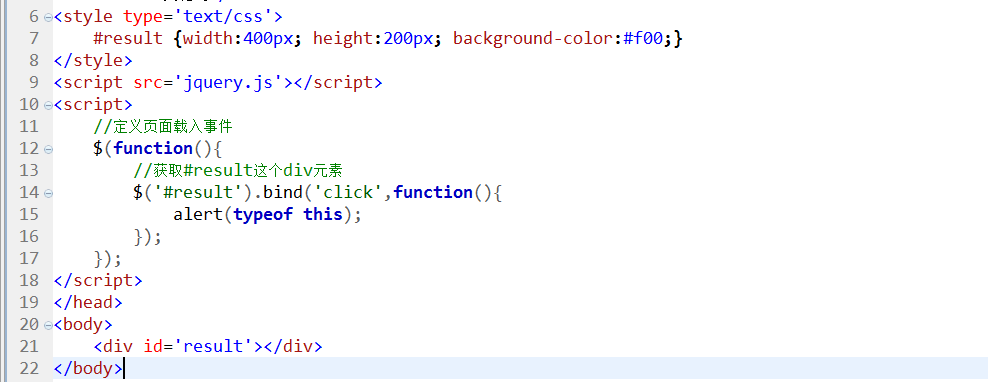 6 <style type='text/css'>
7 #result {width:400px; height:200px; background-color:#f00;}
8 </style>
9 <script src='jquery.js'></script>
10 <script>
11 //定义页面载入事件
12 $(function(){
13 //获取#result这个div元素
14 $('#result').bind('click',function(){
15 alert(typeof this);
16 });
17 });
18 </script>
19 </head>
20 <body>
21 <div id='result'></div>
22 </body>